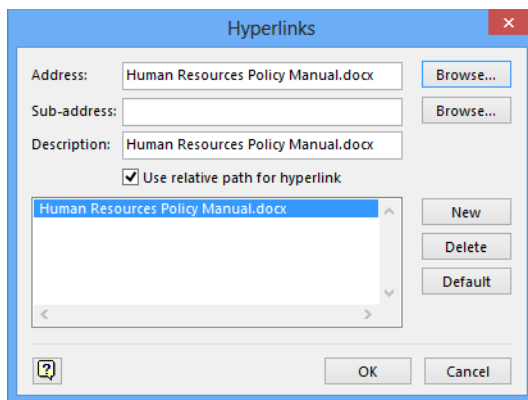 Hyperlinks
Address: Human Resources Policy Manual.docx Browse...
Sub-address: Browse...
Description: Human Resources Policy Manual.docx
Use relative path for hyperlink
Human Resources Policy Manual.docx
New
Delete
Default
OK Cancel